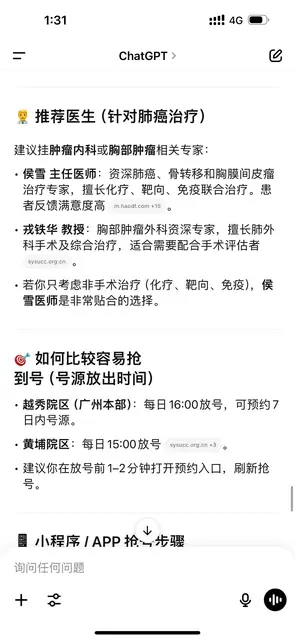 1:31
4G
ChatGPT >
👨‍⚕️ 推荐医生（针对肺癌治疗）
建议挂肿瘤内科或胸部肿瘤相关专家：
• 侯雪 主任医师：资深肺癌、骨转移和胸膜间皮瘤
治疗专家，擅长化疗、靶向、免疫联合治疗。患
者反馈满意度高 m.haodf.com +15 。
• 戎铁华 教授：胸部肿瘤外科资深专家，擅长肺外
科手术及综合治疗，适合需要配合手术评估者
sysucc.org.cn 。
• 若你只考虑非手术治疗（化疗、靶向、免疫），侯
雪医师是非常贴合的选择。
🎯 如何比较容易抢
到号（号源放出时间）
• 越秀院区（广州本部）：每日 16:00 放号，可预约 7
日内号源。
• 黄埔院区：每日 15:00 放号 sysucc.org.cn +3 。
• 建议你在放号前 1–2 分钟打开预约入口，刷新抢
号。
📱 小程序 / APP 抢号步骤
询问任何问题